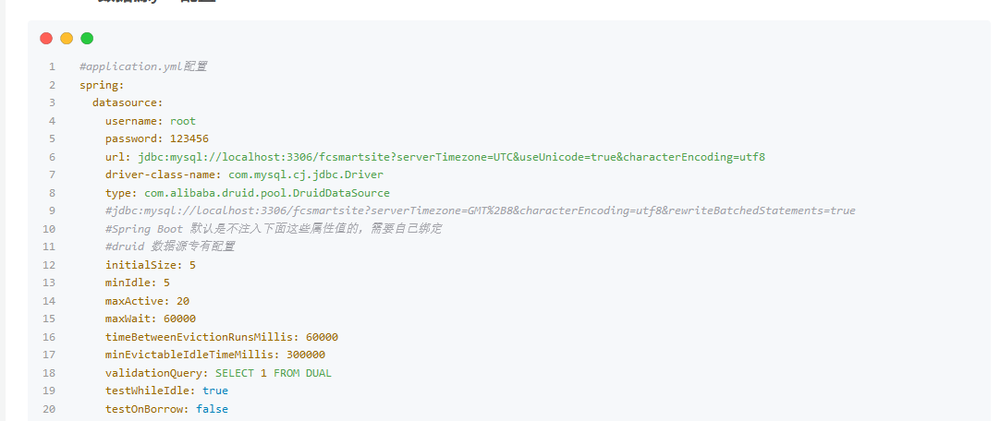 1 #application.yml配置
2 spring:
3 datasource:
4 username: root
5 password: 123456
6 url: jdbc:mysql://localhost:3306/fcsmartsite?serverTimezone=UTC&useUnicode=true&characterEncoding=utf8
7 driver-class-name: com.mysql.cj.jdbc.Driver
8 type: com.alibaba.druid.pool.DruidDataSource
9 #jdbc:mysql://localhost:3306/fcsmartsite?serverTimezone=GMT%2B8&characterEncoding=utf8&rewriteBatchedStatements=true
10 #Spring Boot 默认是不注入下面这些属性值的，需要自己绑定
11 #druid 数据源专有配置
12 initialSize: 5
13 minIdle: 5
14 maxActive: 20
15 maxWait: 60000
16 timeBetweenEvictionRunsMillis: 60000
17 minEvictableIdleTimeMillis: 300000
18 validationQuery: SELECT 1 FROM DUAL
19 testWhileIdle: true
20 testOnBorrow: false